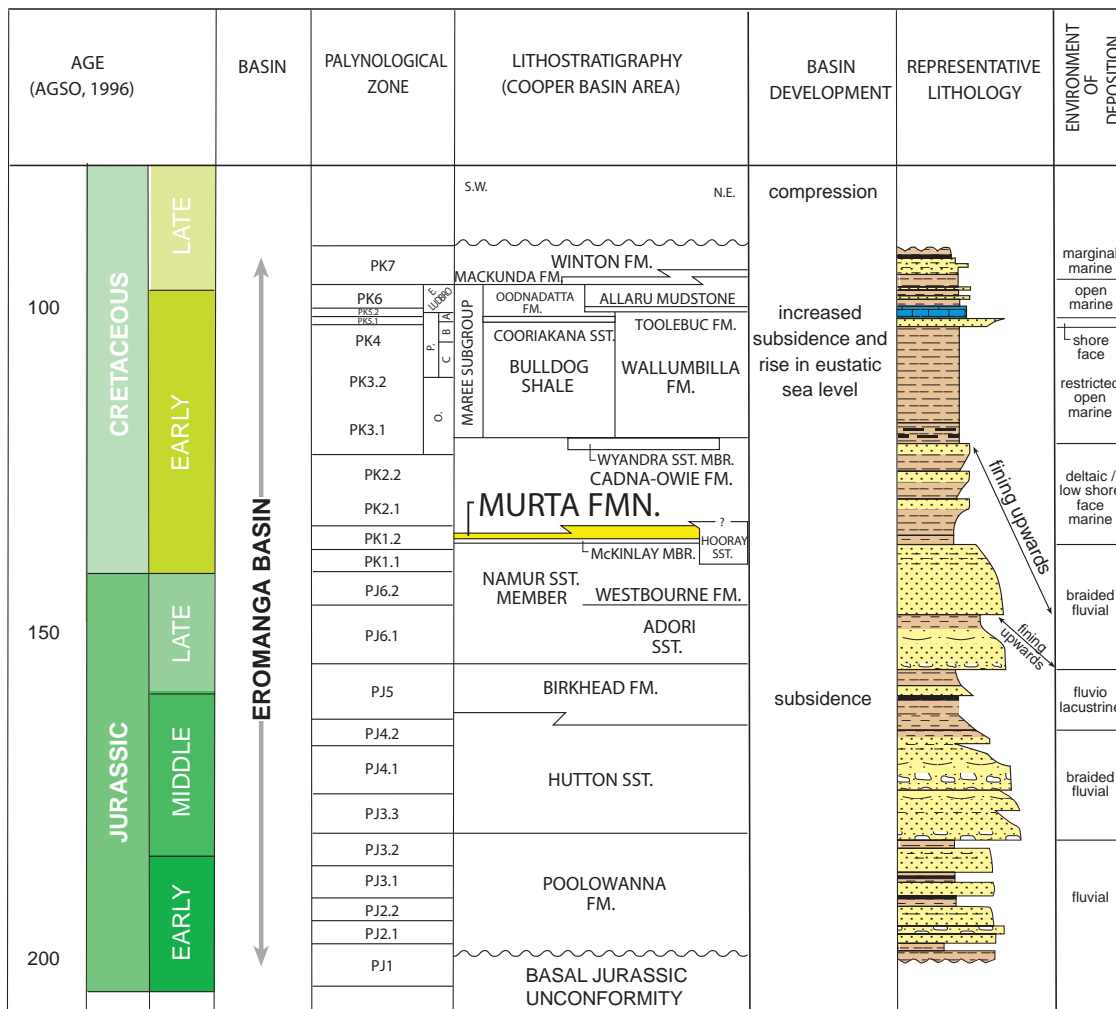 AGE
(AGSO, 1996)
BASIN
PALYNOLOGICAL
ZONE
LITHOSTRATIGRAPHY
(COOPER BASIN AREA)
BASIN
DEVELOPMENT
REPRESENTATIVE
LITHOLOGY
ENVIRONMENT
OF
DEPOSITION
100
150
200
CRETACEOUS
JURASSIC
LATE
EARLY
LATE
MIDDLE
EARLY
EROMANGA BASIN
PK7
PK6
PK5.2
PK5.1
PK4
PK3.2
PK3.1
PK2.2
PK2.1
PK1.2
PK1.1
PJ6.2
PJ6.1
PJ5
PJ4.2
PJ4.1
PJ3.3
PJ3.2
PJ3.1
PJ2.2
PJ2.1
PJ1
E.
LUDBRO
P.
A
B
C
O.
S.W.
N.E.
WINTON FM.
MACKUNDA FM.
MAREE SUBGROUP
OODNADATTA
FM.
ALLARU MUDSTONE
TOOLEBUC FM.
COORIAKANA SST.
BULLDOG
SHALE
WALLUMBILLA
FM.
WYANDRA SST. MBR.
CADNA-OWIE FM.
MURTA FMN.
?
HOORAY
SST.
McKINLAY MBR.
NAMUR SST.
MEMBER
WESTBOURNE FM.
ADORI
SST.
BIRKHEAD FM.
HUTTON SST.
POOLOWANNA
FM.
BASAL JURASSIC
UNCONFORMITY
compression
increased
subsidence and
rise in eustatic
sea level
subsidence
fining upwards
fining
upwards
marginal
marine
open
marine
shore
face
restricted
open
marine
deltaic /
low shore
face
marine
braided
fluvial
fluvio
lacustrine
braided
fluvial
fluvial